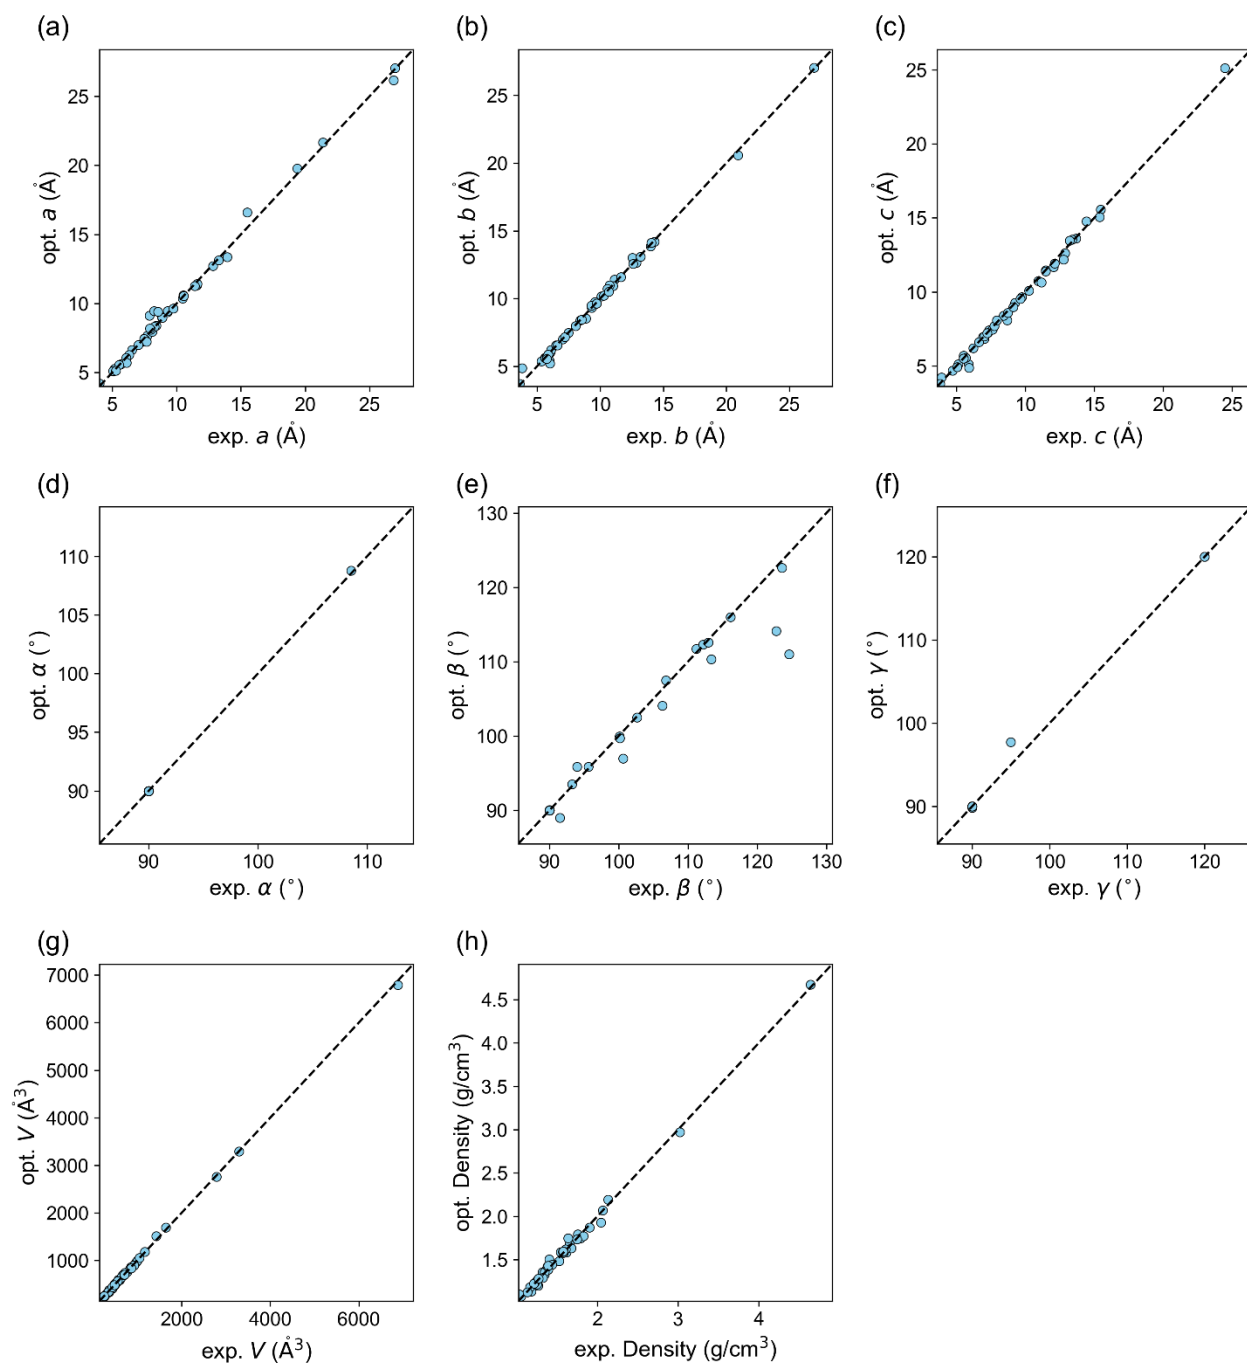 (a)
25
20
15
10
5
opt. a (Å)
5 10 15 20 25
exp. a (Å)
(b)
25
20
15
10
5
opt. b (Å)
5 10 15 20 25
exp. b (Å)
(c)
25
20
15
10
5
opt. c (Å)
5 10 15 20 25
exp. c (Å)
(d)
110
105
100
95
90
opt. α (°)
90 100 110
exp. α (°)
(e)
130
120
110
100
90
opt. β (°)
90 100 110 120 130
exp. β (°)
(f)
120
110
100
90
opt. γ (°)
90 100 110 120
exp. γ (°)
(g)
7000
6000
5000
4000
3000
2000
1000
opt. V (Å³)
2000 4000 6000
exp. V (Å³)
(h)
4.5
4.0
3.5
3.0
2.5
2.0
1.5
opt. Density (g/cm³)
2 3 4
exp. Density (g/cm³)